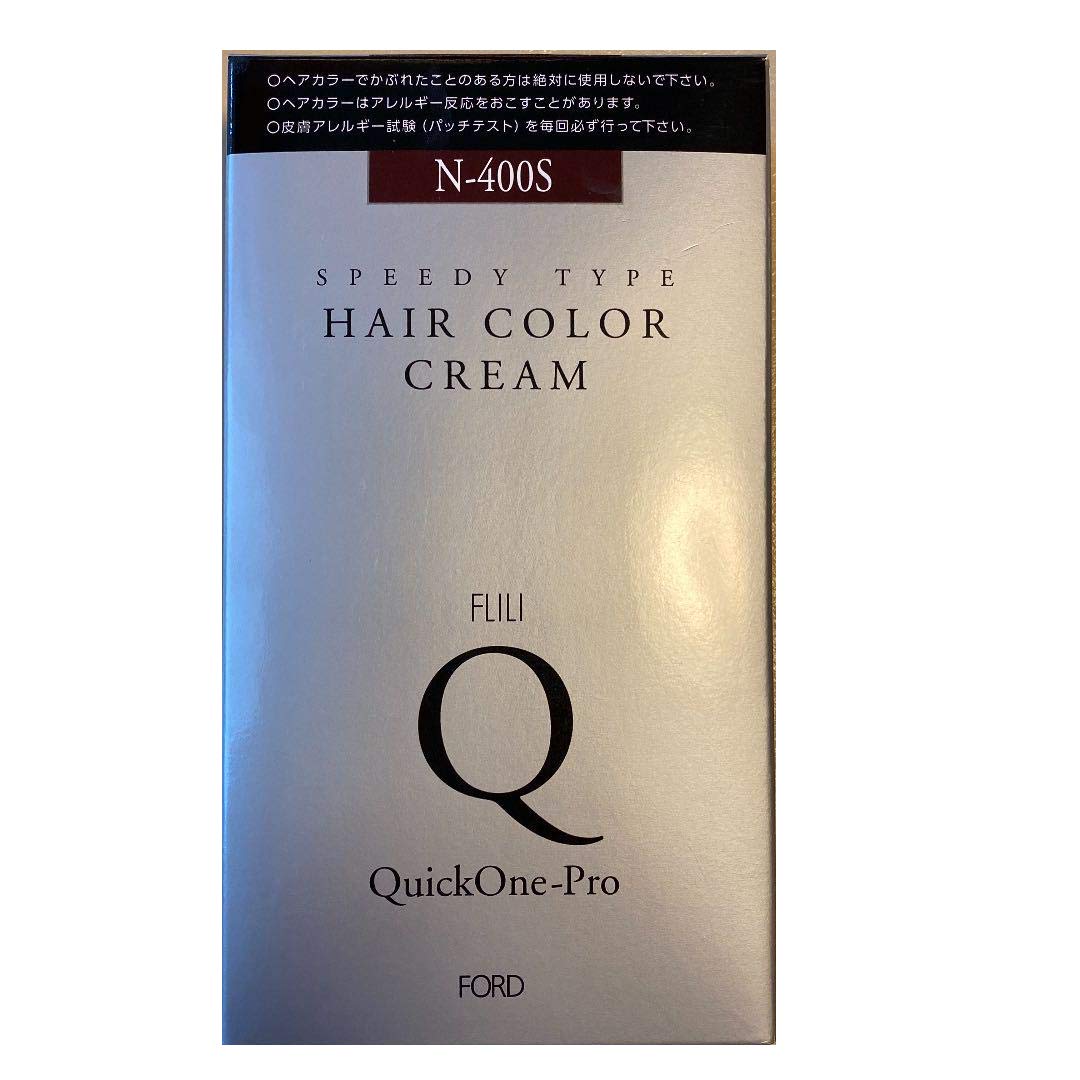 ○ヘアカラーでかぶれたことのある方は絶対に使用しないで下さい。
○ヘアカラーはアレルギー反応をおこすことがあります。
○皮膚アレルギー試験(パッチテスト)を毎回必ず行って下さい。
N-400S
SPEEDY TYPE
HAIR COLOR
CREAM
FLILI
Q
QuickOne-Pro
FORD